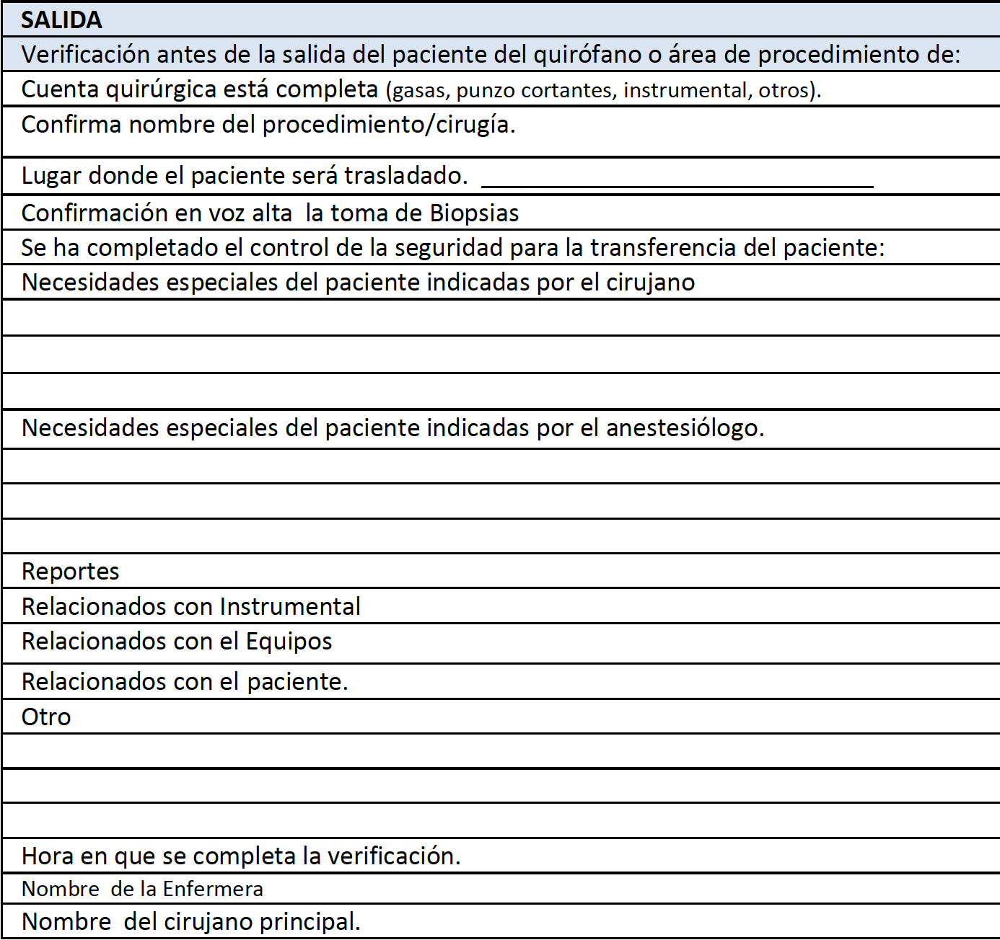 SALIDA
Verificación antes de la salida del paciente del quirófano o área de procedimiento de:
Cuenta quirúrgica está completa (gasas, punzo cortantes, instrumental, otros).
Confirma nombre del procedimiento/cirugía.
Lugar donde el paciente será trasladado. ______________________________
Confirmación en voz alta  la toma de Biopsias
Se ha completado el control de la seguridad para la transferencia del paciente:
Necesidades especiales del paciente indicadas por el cirujano
Necesidades especiales del paciente indicadas por el anestesiólogo.
Reportes
Relacionados con Instrumental
Relacionados con el Equipos
Relacionados con el paciente.
Otro
Hora en que se completa la verificación.
Nombre  de la Enfermera
Nombre  del cirujano principal.